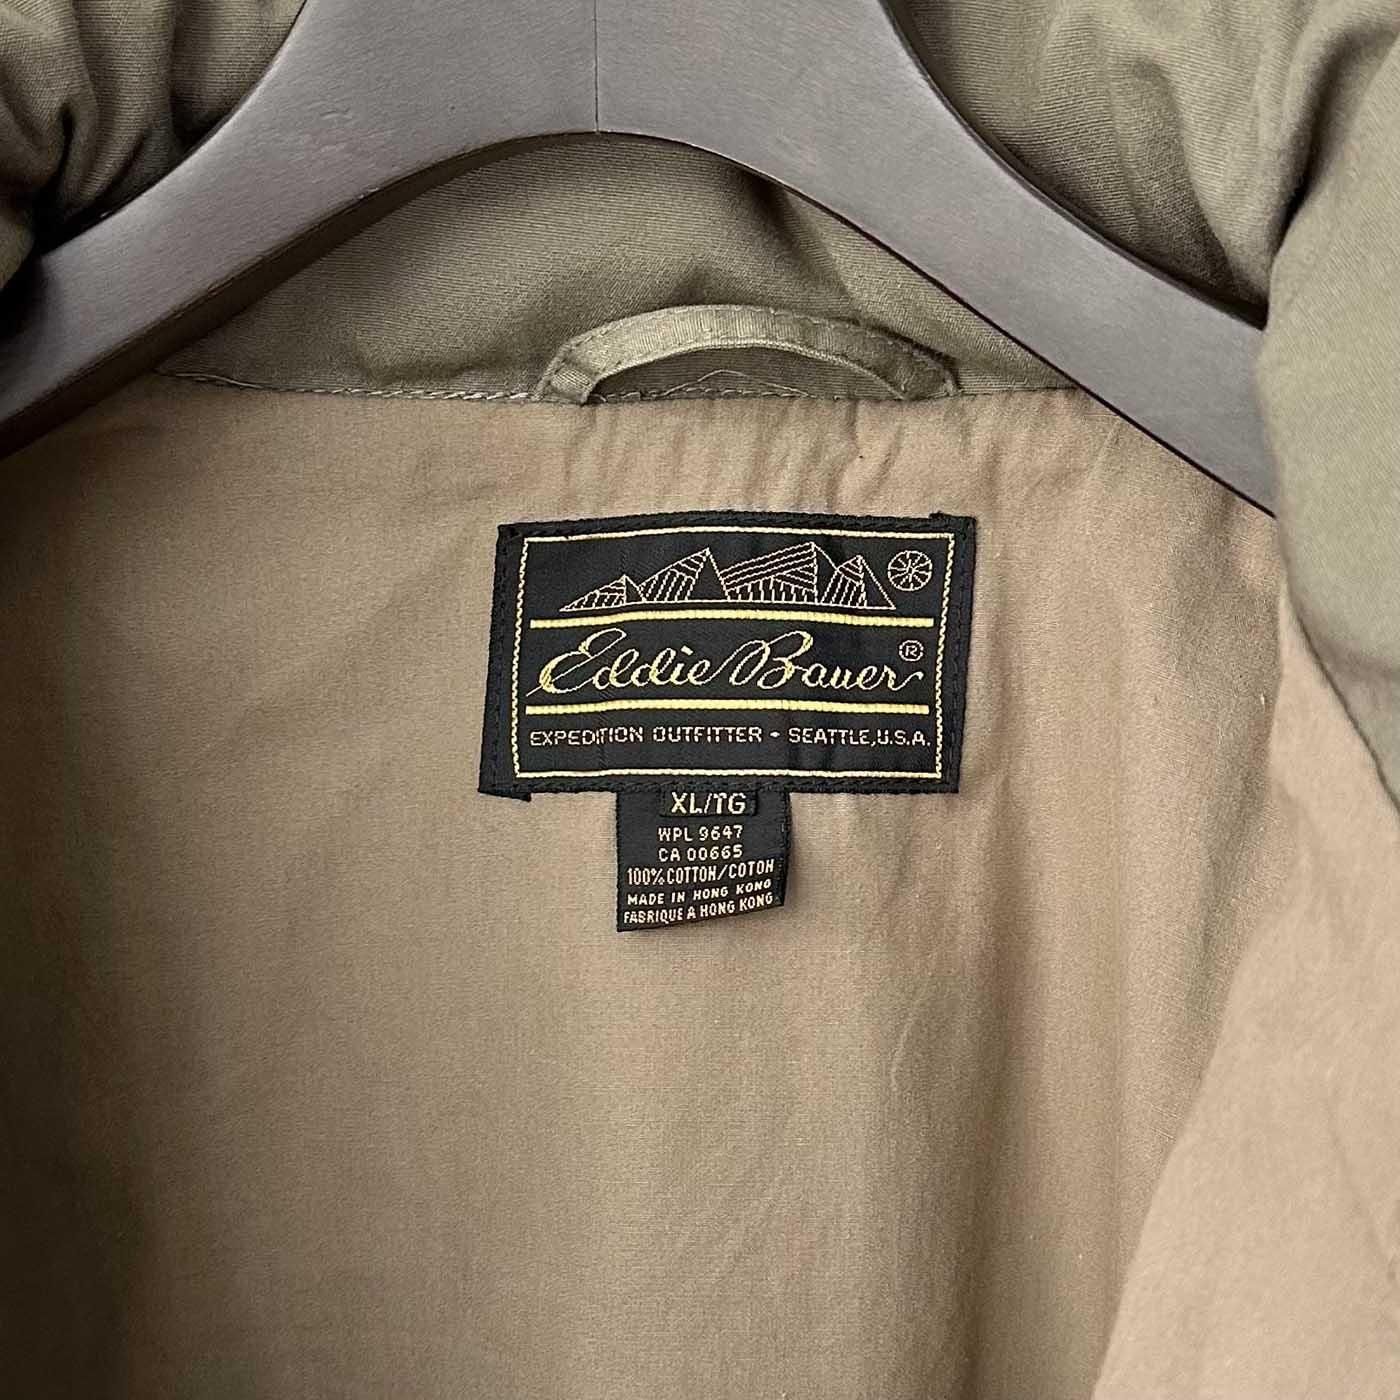 Eddie Bauer®
EXPEDITION OUTFITTER • SEATTLE, U.S.A.
XL/TG
WPL 9647
CA 00665
100% COTTON/COTON
MADE IN HONG KONG
FABRIQUE A HONG KONG